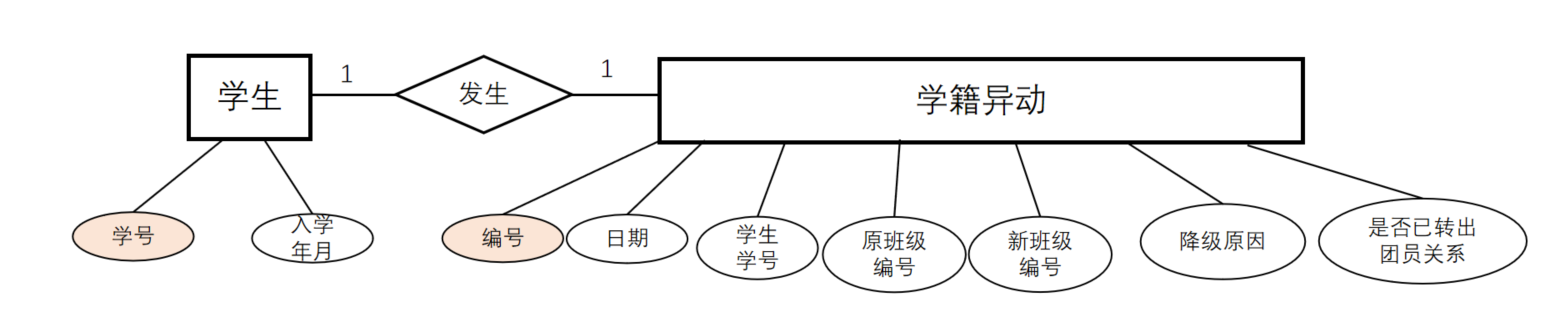 学生
1
发生
1
学籍异动
学号
入学
年月
编号
日期
学生
学号
原班级
编号
新班级
编号
降级原因
是否已转出
团员关系